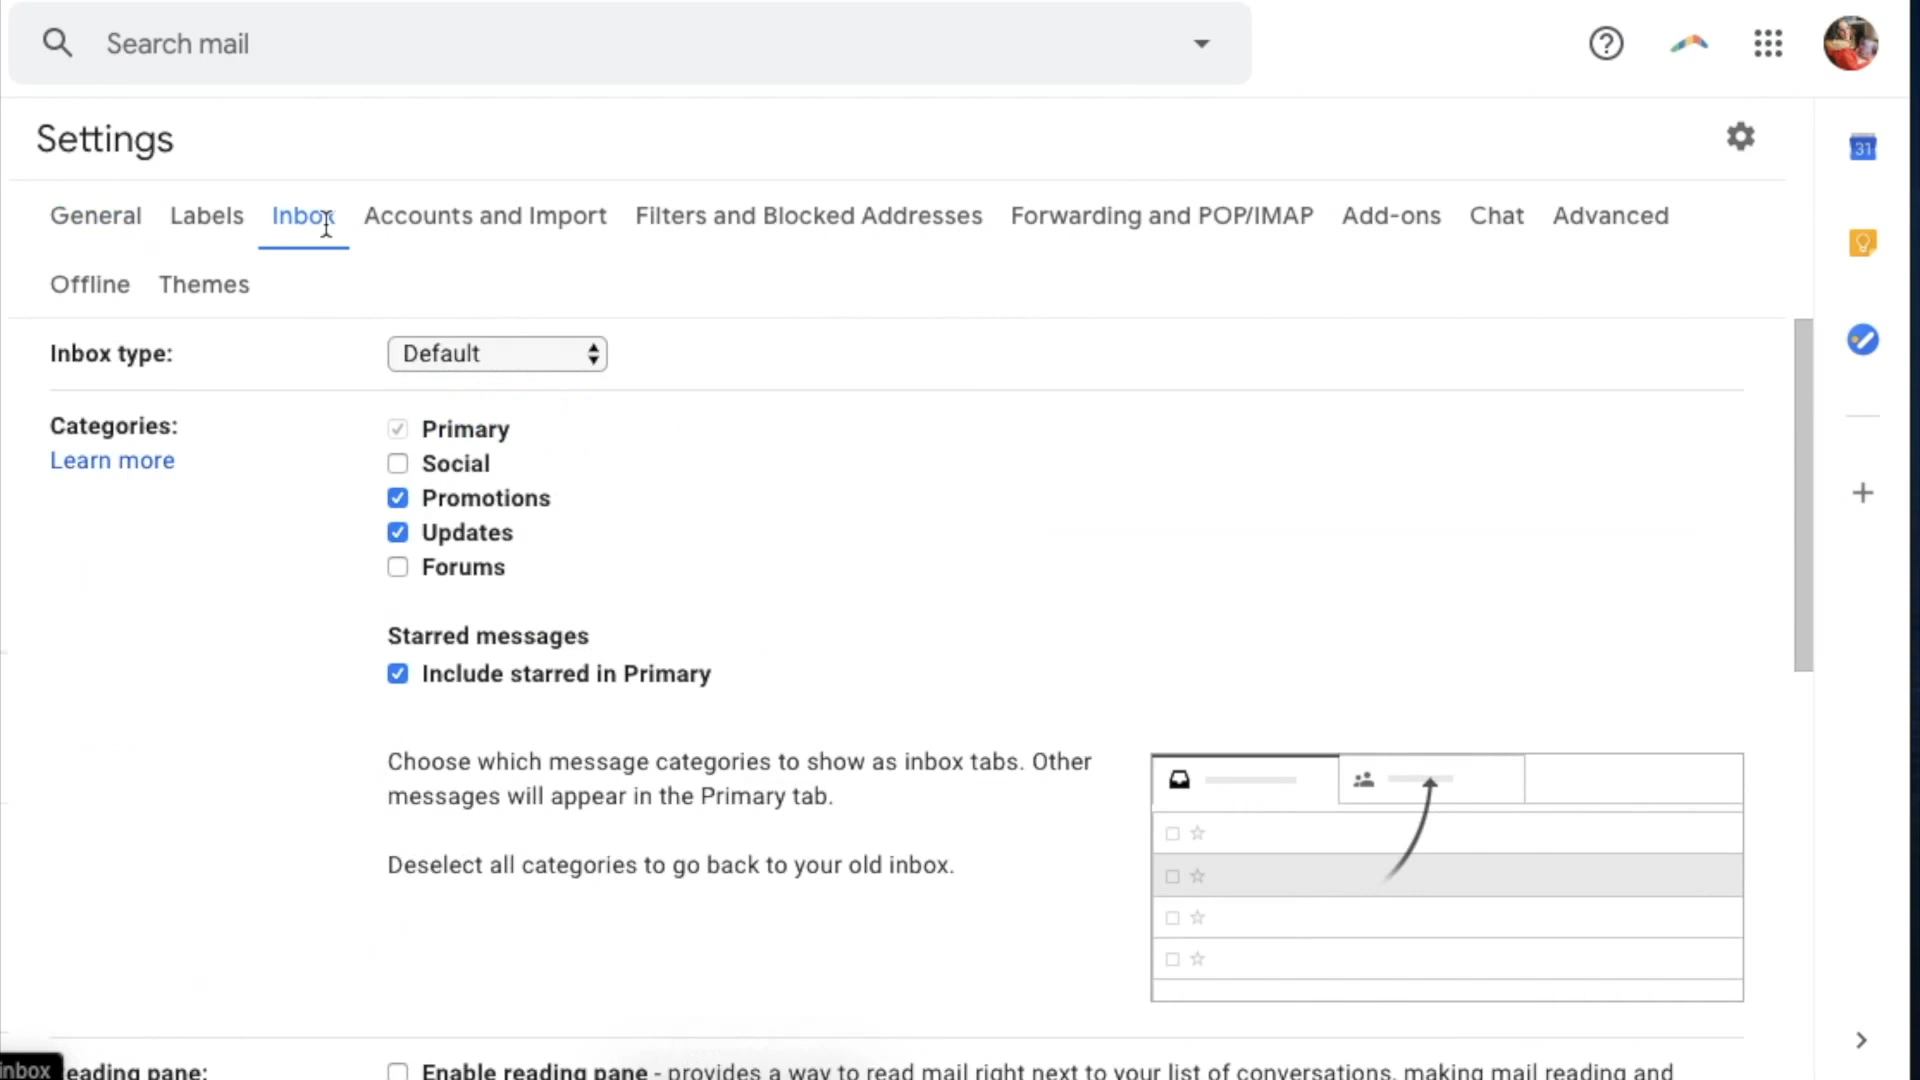 Search mail
Settings
31
General Labels Inbox Accounts and Import Filters and Blocked Addresses Forwarding and POP/IMAP Add-ons Chat Advanced
Offline Themes
Inbox type: Default
Categories:
Learn more
Primary
Social
Promotions
Updates
Forums
Starred messages
Include starred in Primary
Choose which message categories to show as inbox tabs. Other
messages will appear in the Primary tab.
Deselect all categories to go back to your old inbox.
inbox eading pane: Enable reading pane - provides a way to read mail right next to your list of conversations, making mail reading and